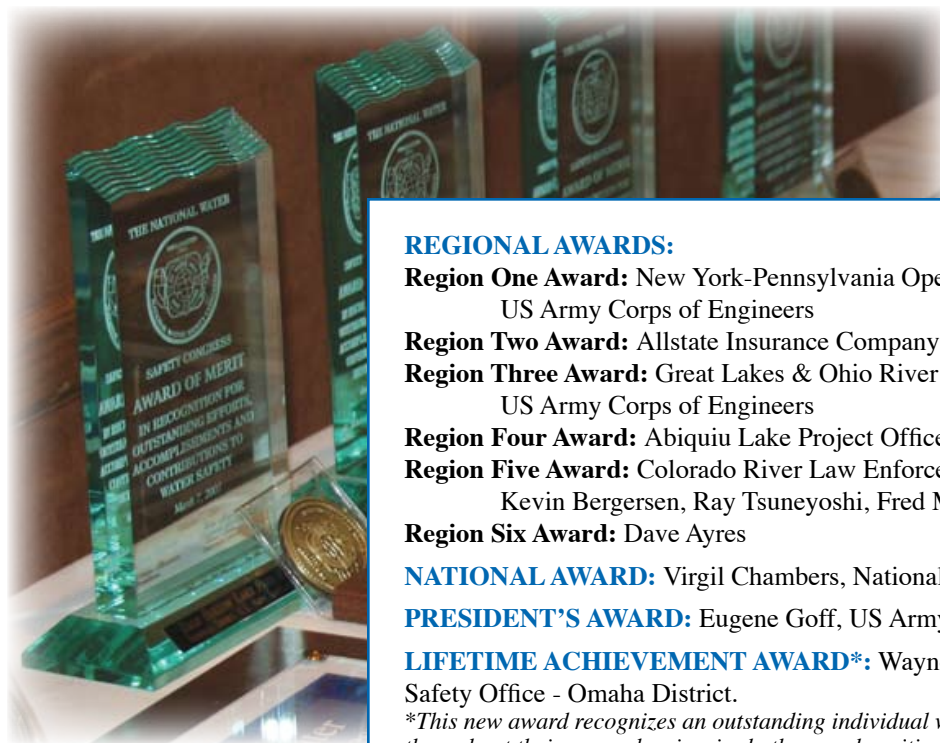 THE NATIONAL WATER
SAFETY CONGRESS
AWARD OF MERIT
IN RECOGNITION FOR
OUTSTANDING EFFORTS,
ACCOMPLISHMENTS AND
CONTRIBUTIONS TO
WATER SAFETY
March 7, 2007
THE NATIONAL WATER
REGIONAL AWARDS:
Region One Award: New York-Pennsylvania Ope
US Army Corps of Engineers
Region Two Award: Allstate Insurance Company
Region Three Award: Great Lakes & Ohio River
US Army Corps of Engineers
Region Four Award: Abiquiu Lake Project Office
Region Five Award: Colorado River Law Enforce
Kevin Bergersen, Ray Tsuneyoshi, Fred M
Region Six Award: Dave Ayres
NATIONAL AWARD: Virgil Chambers, National
PRESIDENT'S AWARD: Eugene Goff, US Army
LIFETIME ACHIEVEMENT AWARD*: Wayn
Safety Office - Omaha District.
*This new award recognizes an outstanding individual